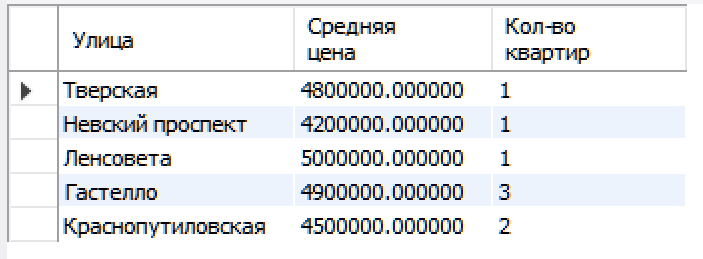 Улица Средняя цена Кол-во квартир
Тверская 4800000.000000 1
Невский проспект 4200000.000000 1
Ленсовета 5000000.000000 1
Гастелло 4900000.000000 3
Краснопутиловская 4500000.000000 2